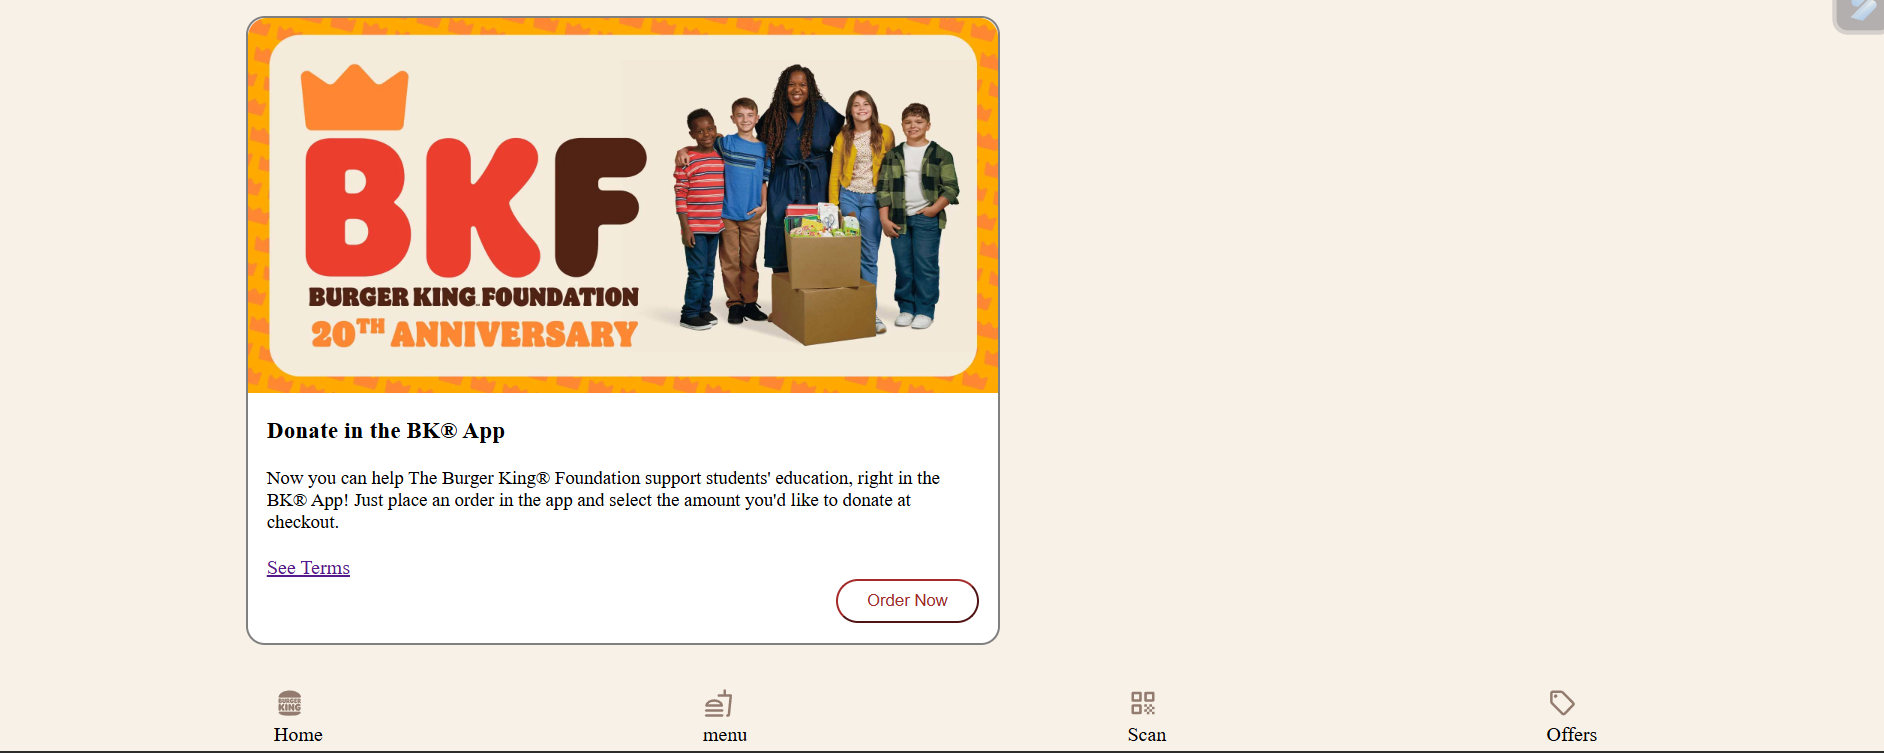 BKF
BURGER KING FOUNDATION
20TH ANNIVERSARY
Donate in the BK® App
Now you can help The Burger King® Foundation support students' education, right in the
BK® App! Just place an order in the app and select the amount you'd like to donate at
checkout.
See Terms
Order Now
BURGER
KING
Home
menu
Scan
Offers